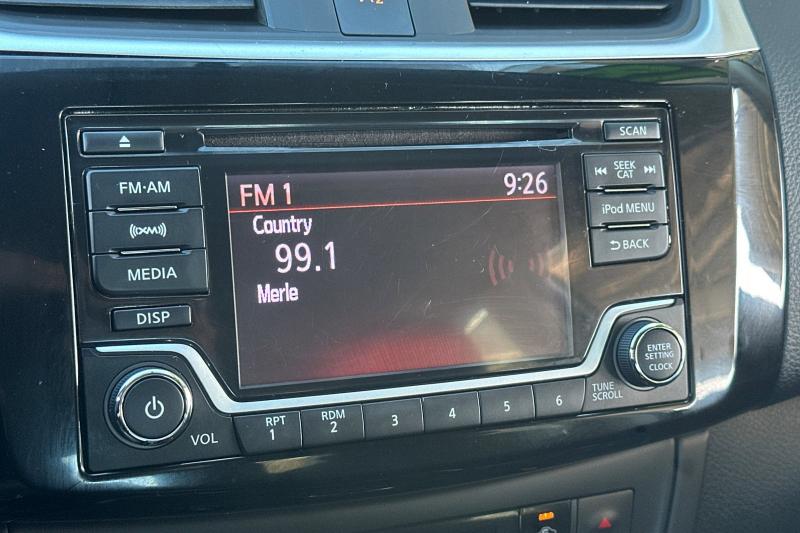 SCAN
FM·AM
((XM))
MEDIA
DISP
FM 1 9:26
Country
99.1
Merle
SEEK
CAT
iPod MENU
BACK
ENTER
SETTING
CLOCK
TUNE
SCROLL
VOL
RPT
1
RDM
2
3
4
5
6